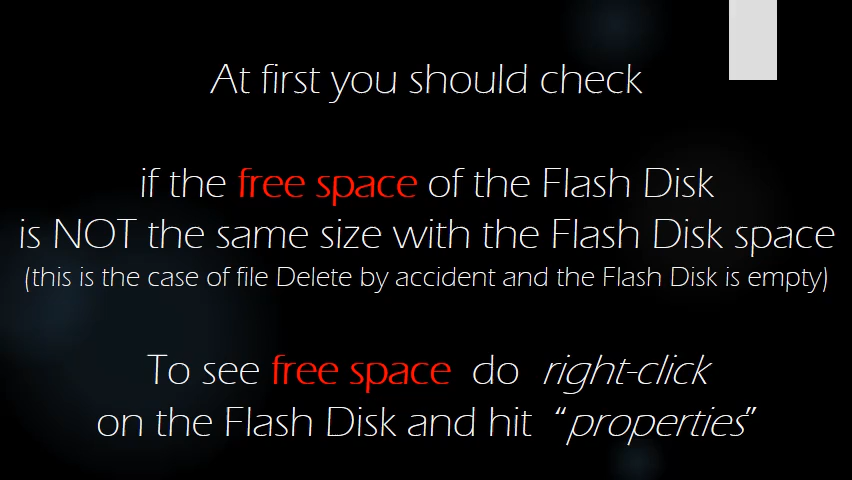 At first you should check
if the free space of the Flash Disk
is NOT the same size with the Flash Disk space
(this is the case of file Delete by accident and the Flash Disk is empty)
To see free space do right-click
on the Flash Disk and hit “properties”